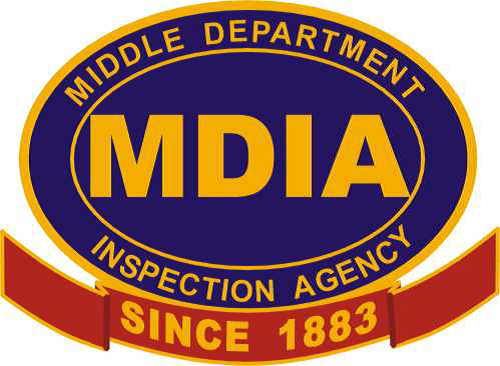 MIDDLE DEPARTMENT
MDIA
INSPECTION AGENCY
SINCE 1883